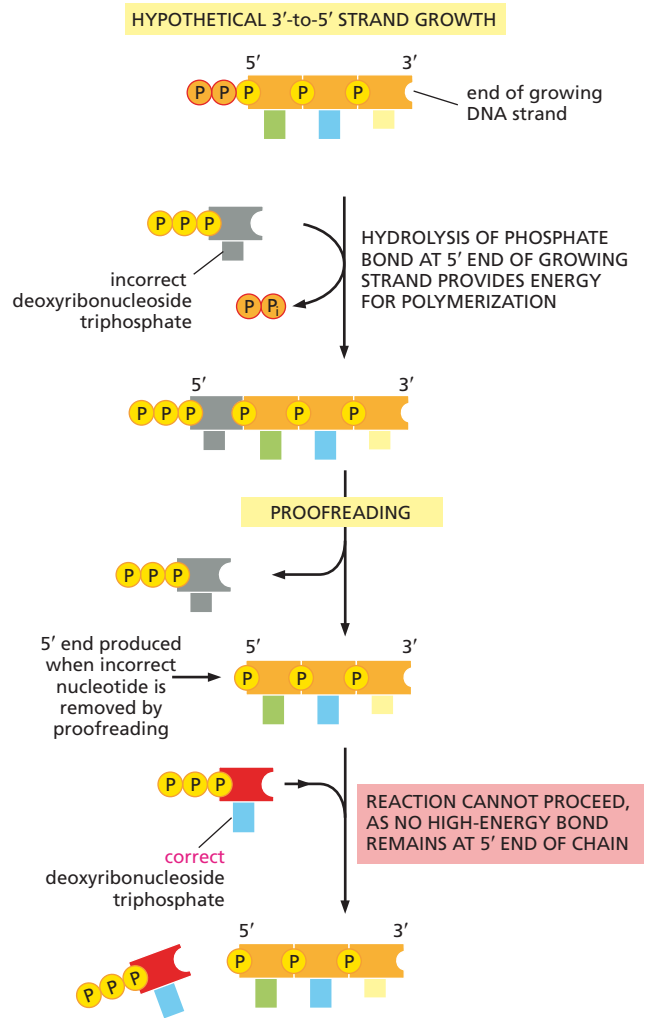 HYPOTHETICAL 3′-to-5′ STRAND GROWTH
5′ 3′
P P P P P
end of growing
DNA strand
P P P
incorrect
deoxyribonucleoside
triphosphate
P Pi
HYDROLYSIS OF PHOSPHATE
BOND AT 5′ END OF GROWING
STRAND PROVIDES ENERGY
FOR POLYMERIZATION
5′ 3′
P P P P P P
PROOFREADING
P P P
5′ end produced
when incorrect
nucleotide is
removed by
proofreading
5′ 3′
P P P
P P P
correct
deoxyribonucleoside
triphosphate
REACTION CANNOT PROCEED,
AS NO HIGH-ENERGY BOND
REMAINS AT 5′ END OF CHAIN
5′ 3′
P P P
P P P